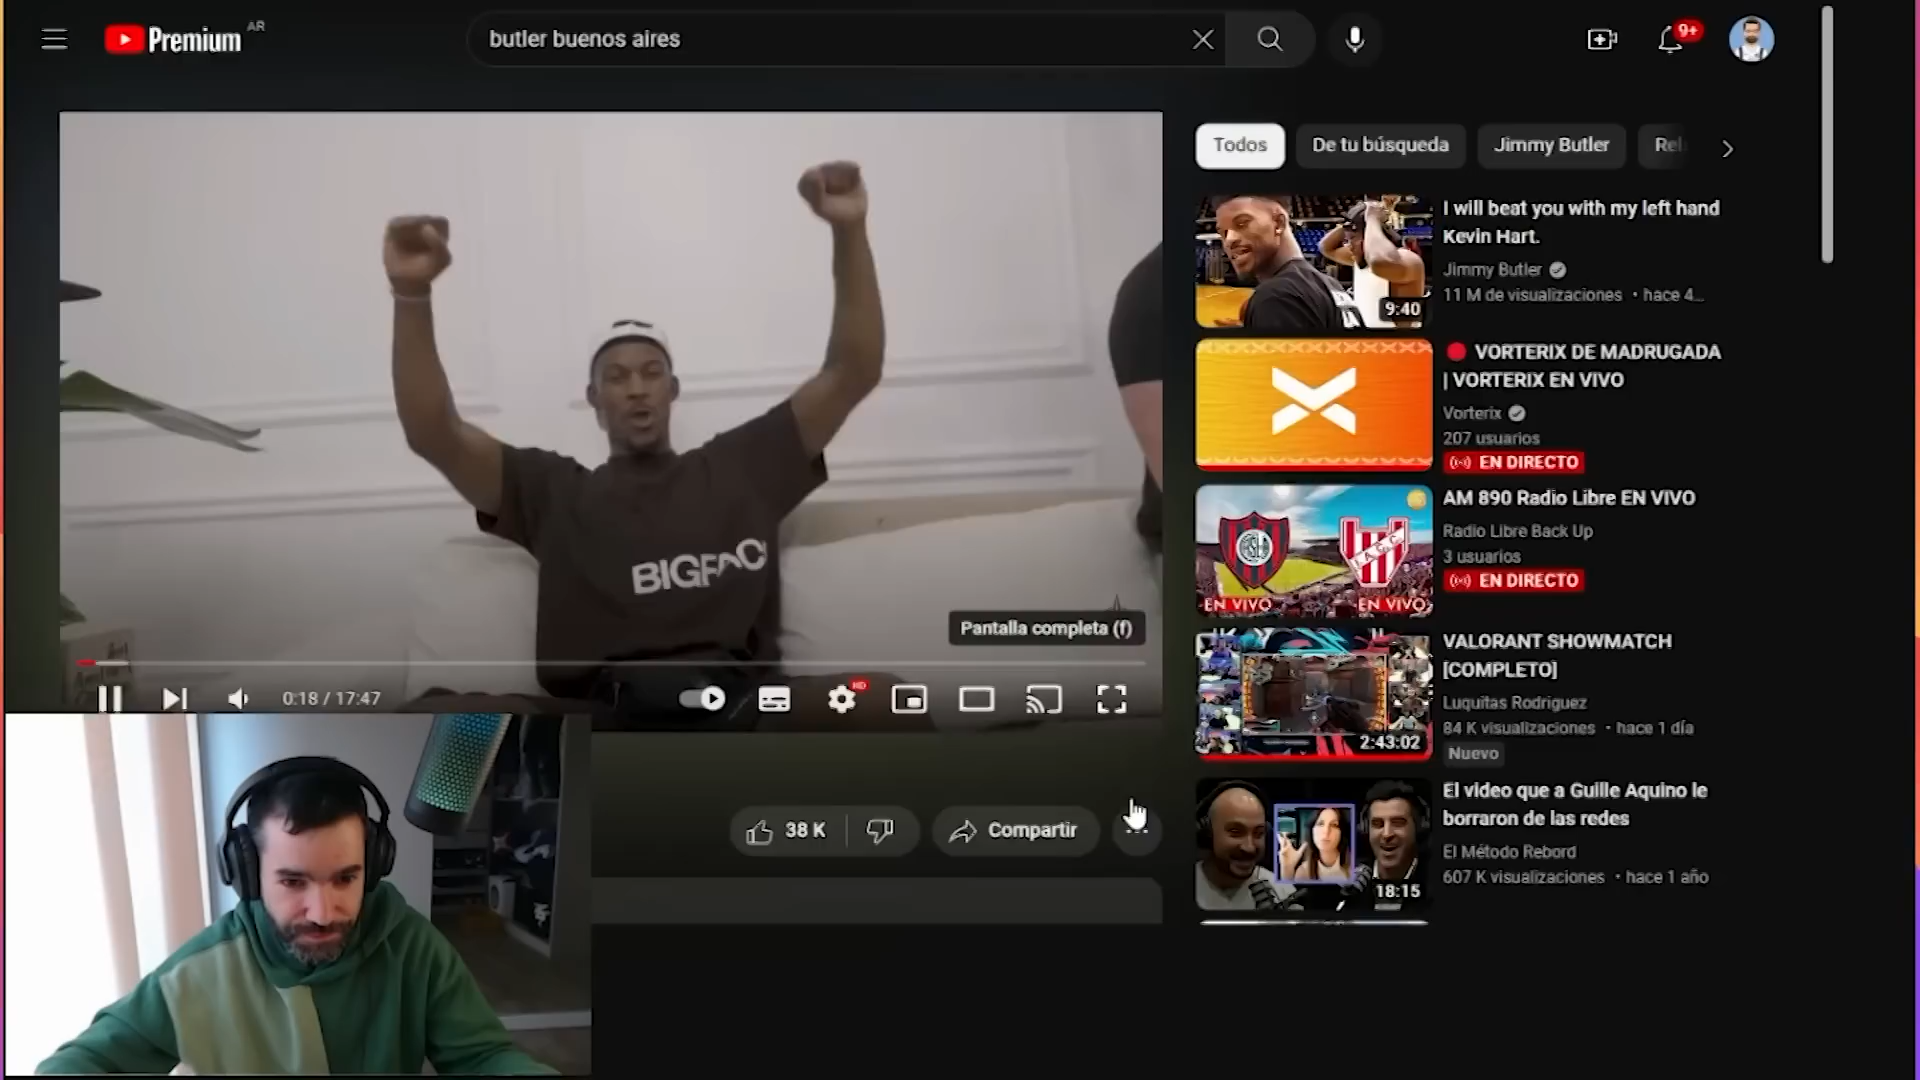 Premium AR
butler buenos aires
9+
Todos
De tu búsqueda
Jimmy Butler
Rel
BIGFAC
Pantalla completa (f)
0:18 / 17:47
HD
38 K
Compartir
I will beat you with my left hand
Kevin Hart.
Jimmy Butler
11 M de visualizaciones • hace 4...
9:40
VORTERIX DE MADRUGADA
| VORTERIX EN VIVO
Vorterix
207 usuarios
EN DIRECTO
AM 890 Radio Libre EN VIVO
Radio Libre Back Up
3 usuarios
EN DIRECTO
EN VIVO
EN VIVO
VALORANT SHOWMATCH
[COMPLETO]
Luquitas Rodriguez
84 K visualizaciones • hace 1 día
Nuevo
2:43:02
El video que a Guille Aquino le
borraron de las redes
El Método Rebord
607 K visualizaciones • hace 1 año
18:15